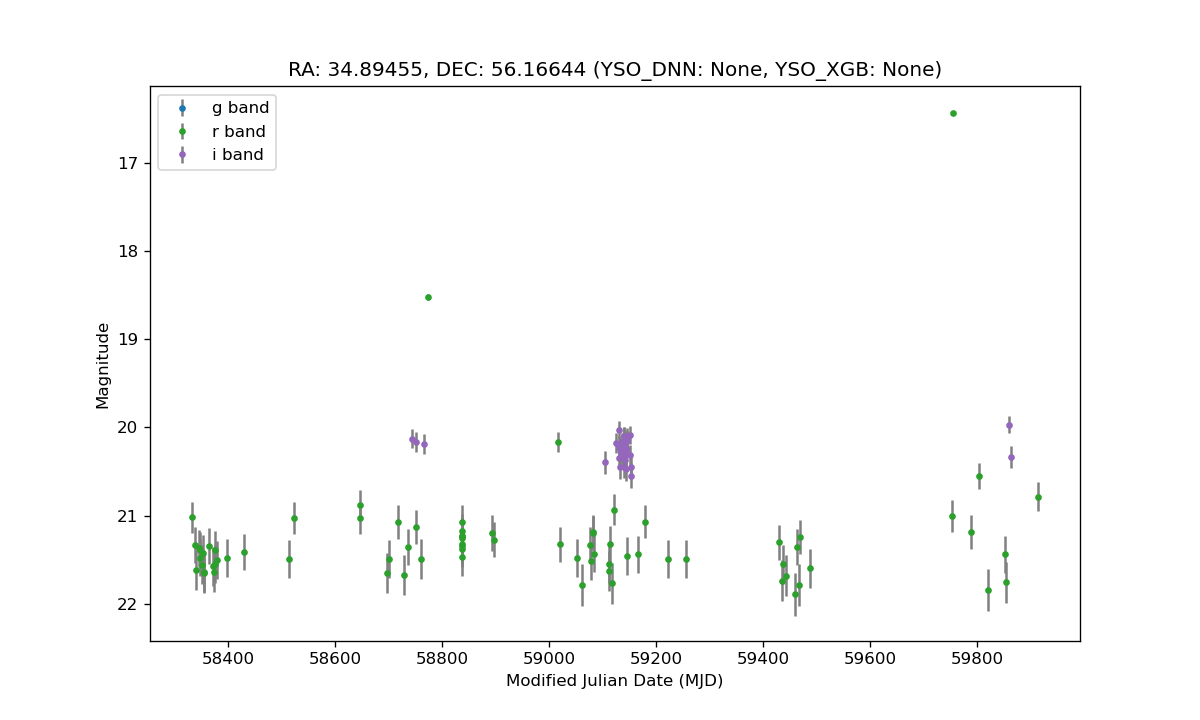 RA: 34.89455, DEC: 56.16644 (YSO_DNN: None, YSO_XGB: None)
g band
r band
i band
17
18
19
20
21
22
Magnitude
58400 58600 58800 59000 59200 59400 59600 59800
Modified Julian Date (MJD)